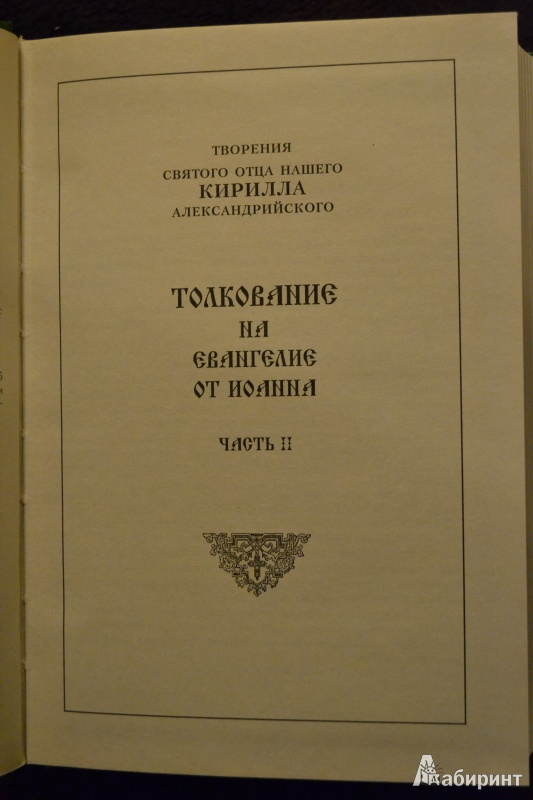 ТВОРЕНИЯ
СВЯТОГО ОТЦА НАШЕГО
КИРИЛЛА
АЛЕКСАНДРИЙСКОГО
ТОЛКОВАНИЕ
НА
ЕВАНГЕЛИЕ
ОТ ИОАННА
ЧАСТЬ II
Лабиринт